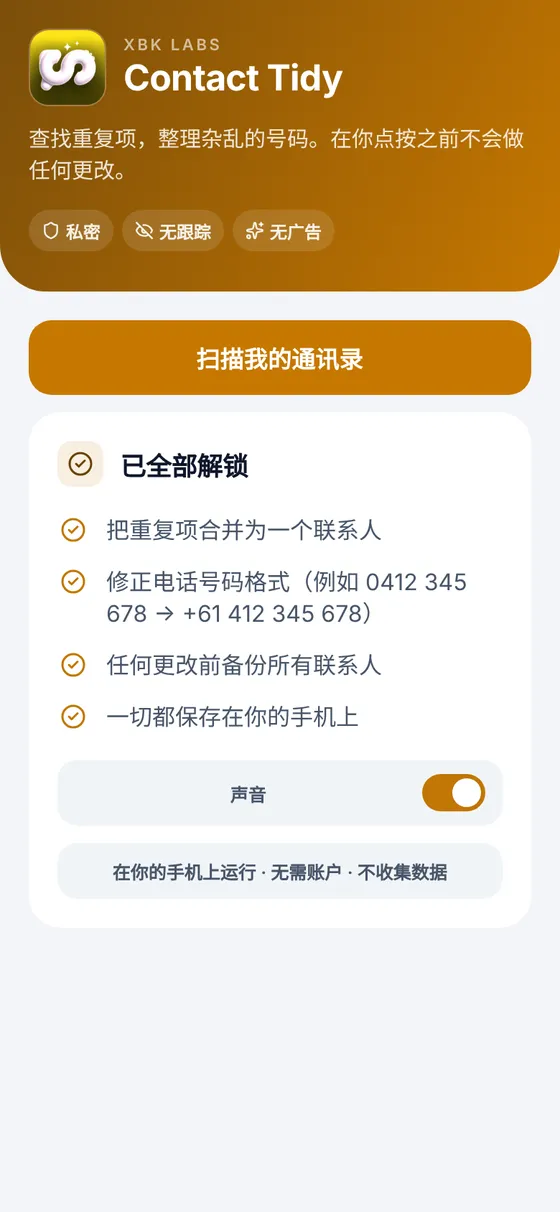 XBK LABS
Contact Tidy
查找重复项，整理杂乱的号码。在你点按之前不会做
任何更改。
私密
无跟踪
无广告
扫描我的通讯录
已全部解锁
把重复项合并为一个联系人
修正电话号码格式（例如 0412 345
678 → +61 412 345 678）
任何更改前备份所有联系人
一切都保存在你的手机上
声音
在你的手机上运行 · 无需账户 · 不收集数据